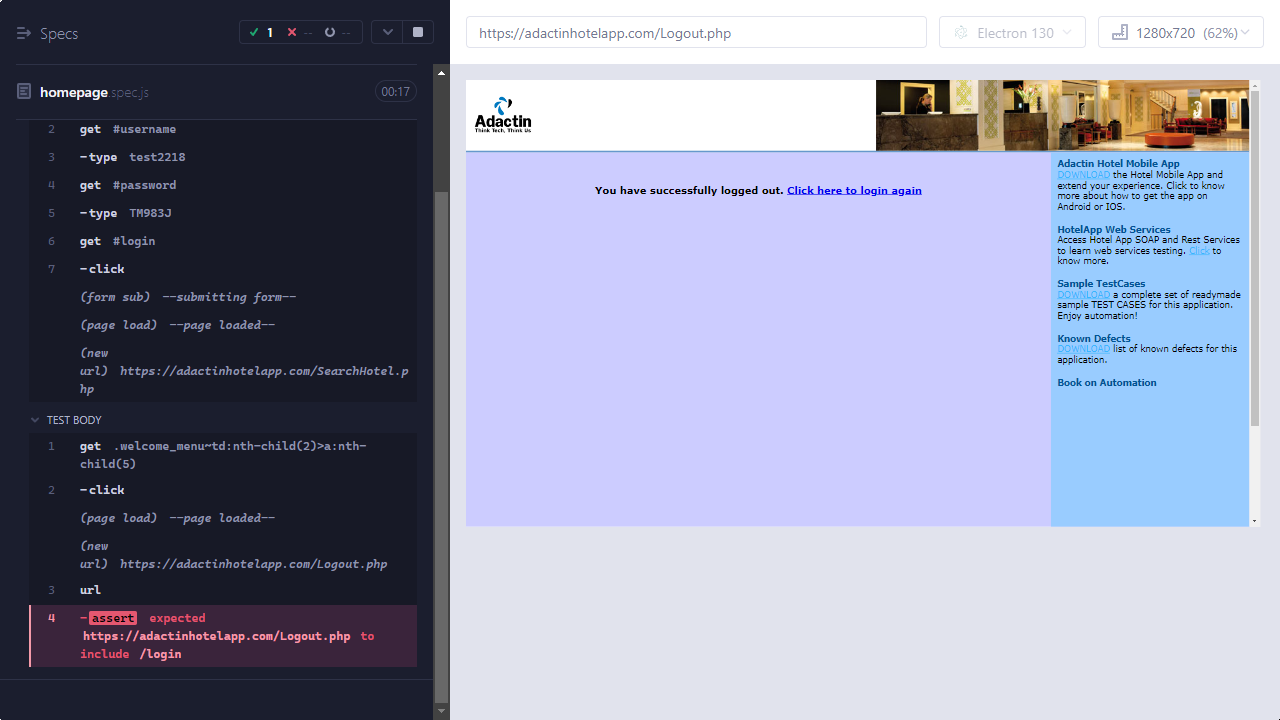 Specs
1
--
--
https://adactinhotelapp.com/Logout.php
Electron 130
1280x720 (62%)
homepage.spec.js
00:17
2 get #username
3 -type test2218
4 get #password
5 -type TM983J
6 get #login
7 -click
(form sub) --submitting form--
(page load) --page loaded--
(new
url) https://adactinhotelapp.com/SearchHotel.p
hp
TEST BODY
1 get .welcome_menu~td:nth-child(2)>a:nth-
child(5)
2 -click
(page load) --page loaded--
(new
url) https://adactinhotelapp.com/Logout.php
3 url
4 -assert expected
https://adactinhotelapp.com/Logout.php to
include /login
Adactin
Think Tech, Think Us
You have successfully logged out. Click here to login again
Adactin Hotel Mobile App
DOWNLOAD the Hotel Mobile App and
extend your experience. Click to know
more about how to get the app on
Android or IOS.
HotelApp Web Services
Access Hotel App SOAP and Rest Services
to learn web services testing. Click to
know more.
Sample TestCases
DOWNLOAD a complete set of readymade
sample TEST CASES for this application.
Enjoy automation!
Known Defects
DOWNLOAD list of known defects for this
application.
Book on Automation